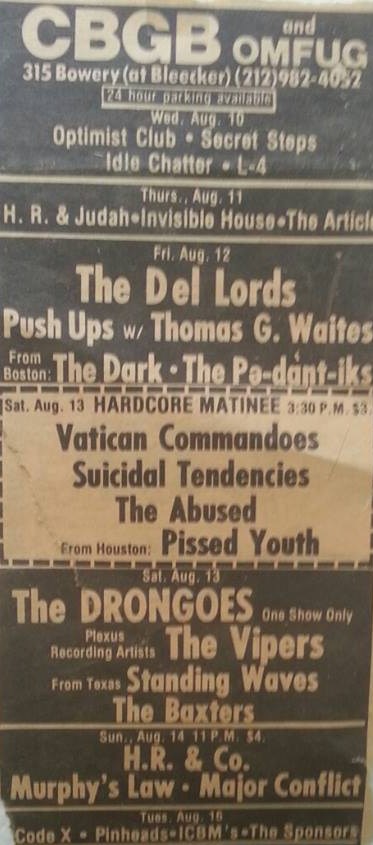 CBGB and OMFUG
315 Bowery (at Bleecker) (212) 982-4052
24 hour parking available
Wed. Aug. 10
Optimist Club • Secret Steps
Idle Chatter • L-4
Thurs., Aug. 11
H. R. & Judah•Invisible House•The Article
Fri. Aug. 12
The Del Lords
Push Ups w/ Thomas G. Waites
From Boston: The Dark • The Pə-dánt-iks
Sat. Aug. 13 HARDCORE MATINEE 3:30 P.M. $3.
Vatican Commandoes
Suicidal Tendencies
The Abused
From Houston: Pissed Youth
Sat. Aug. 13
The DRONGOES One Show Only
Plexus Recording Artists The Vipers
From Texas Standing Waves
The Baxters
Sun., Aug. 14 11 P.M. $4.
H.R. & Co.
Murphy's Law • Major Conflict
Tues. Aug. 16
Code X • Pinheads•ICBM's•The Sponsors